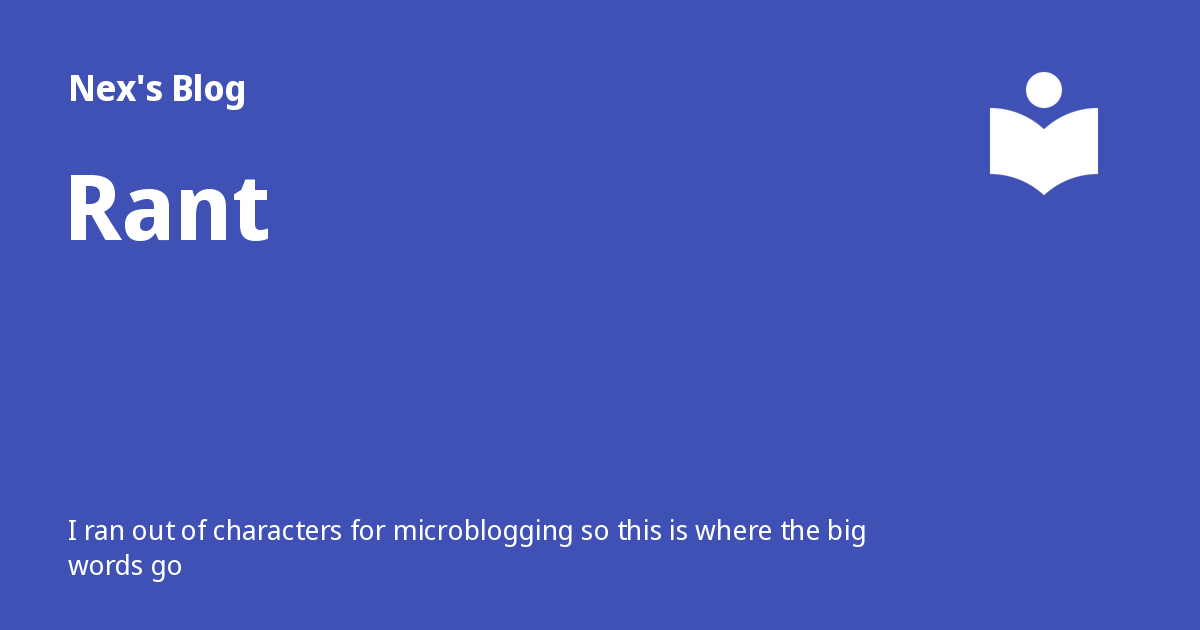 Nex's Blog
Rant
I ran out of characters for microblogging so this is where the big
words go